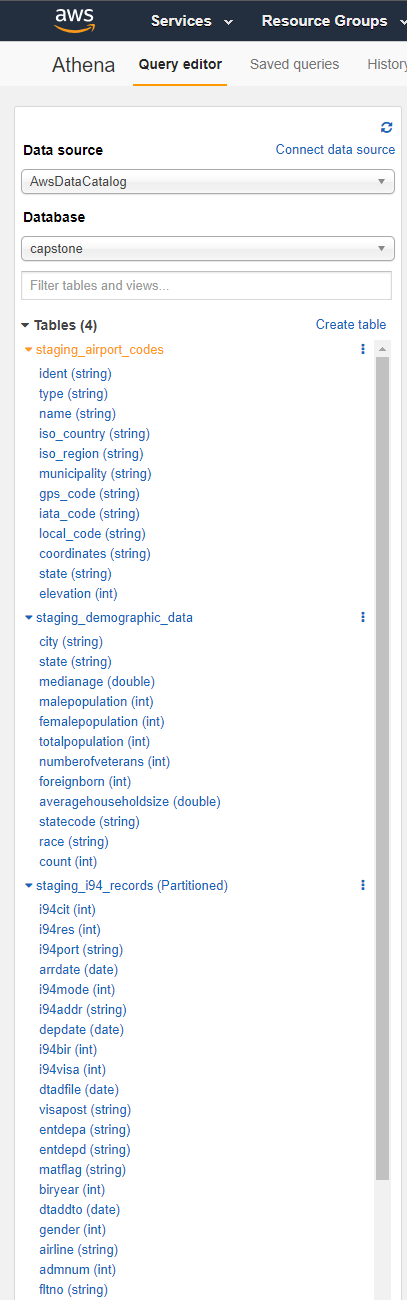 aws Services Resource Groups
Athena Query editor Saved queries History
Data source Connect data source
AwsDataCatalog
Database
capstone
Filter tables and views...
Tables (4) Create table
staging_airport_codes
ident (string)
type (string)
name (string)
iso_country (string)
iso_region (string)
municipality (string)
gps_code (string)
iata_code (string)
local_code (string)
coordinates (string)
state (string)
elevation (int)
staging_demographic_data
city (string)
state (string)
medianage (double)
malepopulation (int)
femalepopulation (int)
totalpopulation (int)
numberofveterans (int)
foreignborn (int)
averagehouseholdsize (double)
statecode (string)
race (string)
count (int)
staging_i94_records (Partitioned)
i94cit (int)
i94res (int)
i94port (string)
arrdate (date)
i94mode (int)
i94addr (string)
depdate (date)
i94bir (int)
i94visa (int)
dtadfile (date)
visapost (string)
entdepa (string)
entdepd (string)
matflag (string)
biryear (int)
dtaddto (date)
gender (int)
airline (string)
admnum (int)
fltno (string)